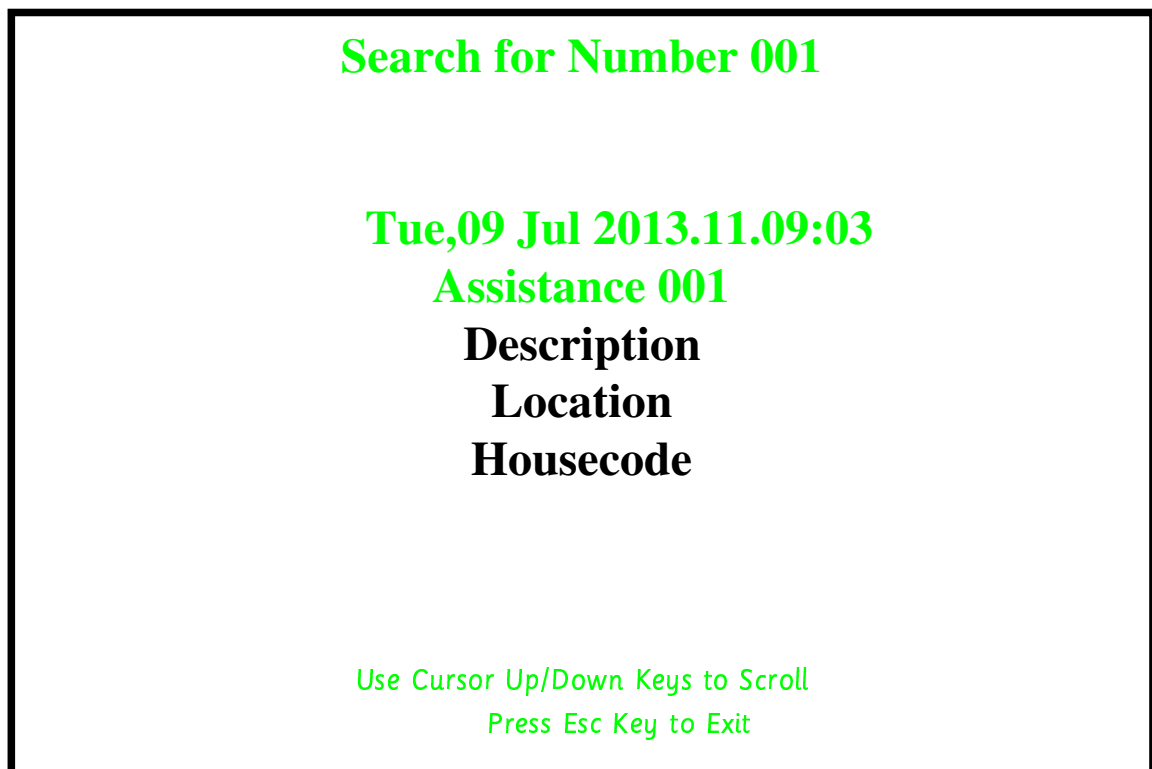 Search for Number 001
Tue,09 Jul 2013.11.09:03
Assistance 001
Description
Location
Housecode
Use Cursor Up/Down Keys to Scroll
Press Esc Key to Exit